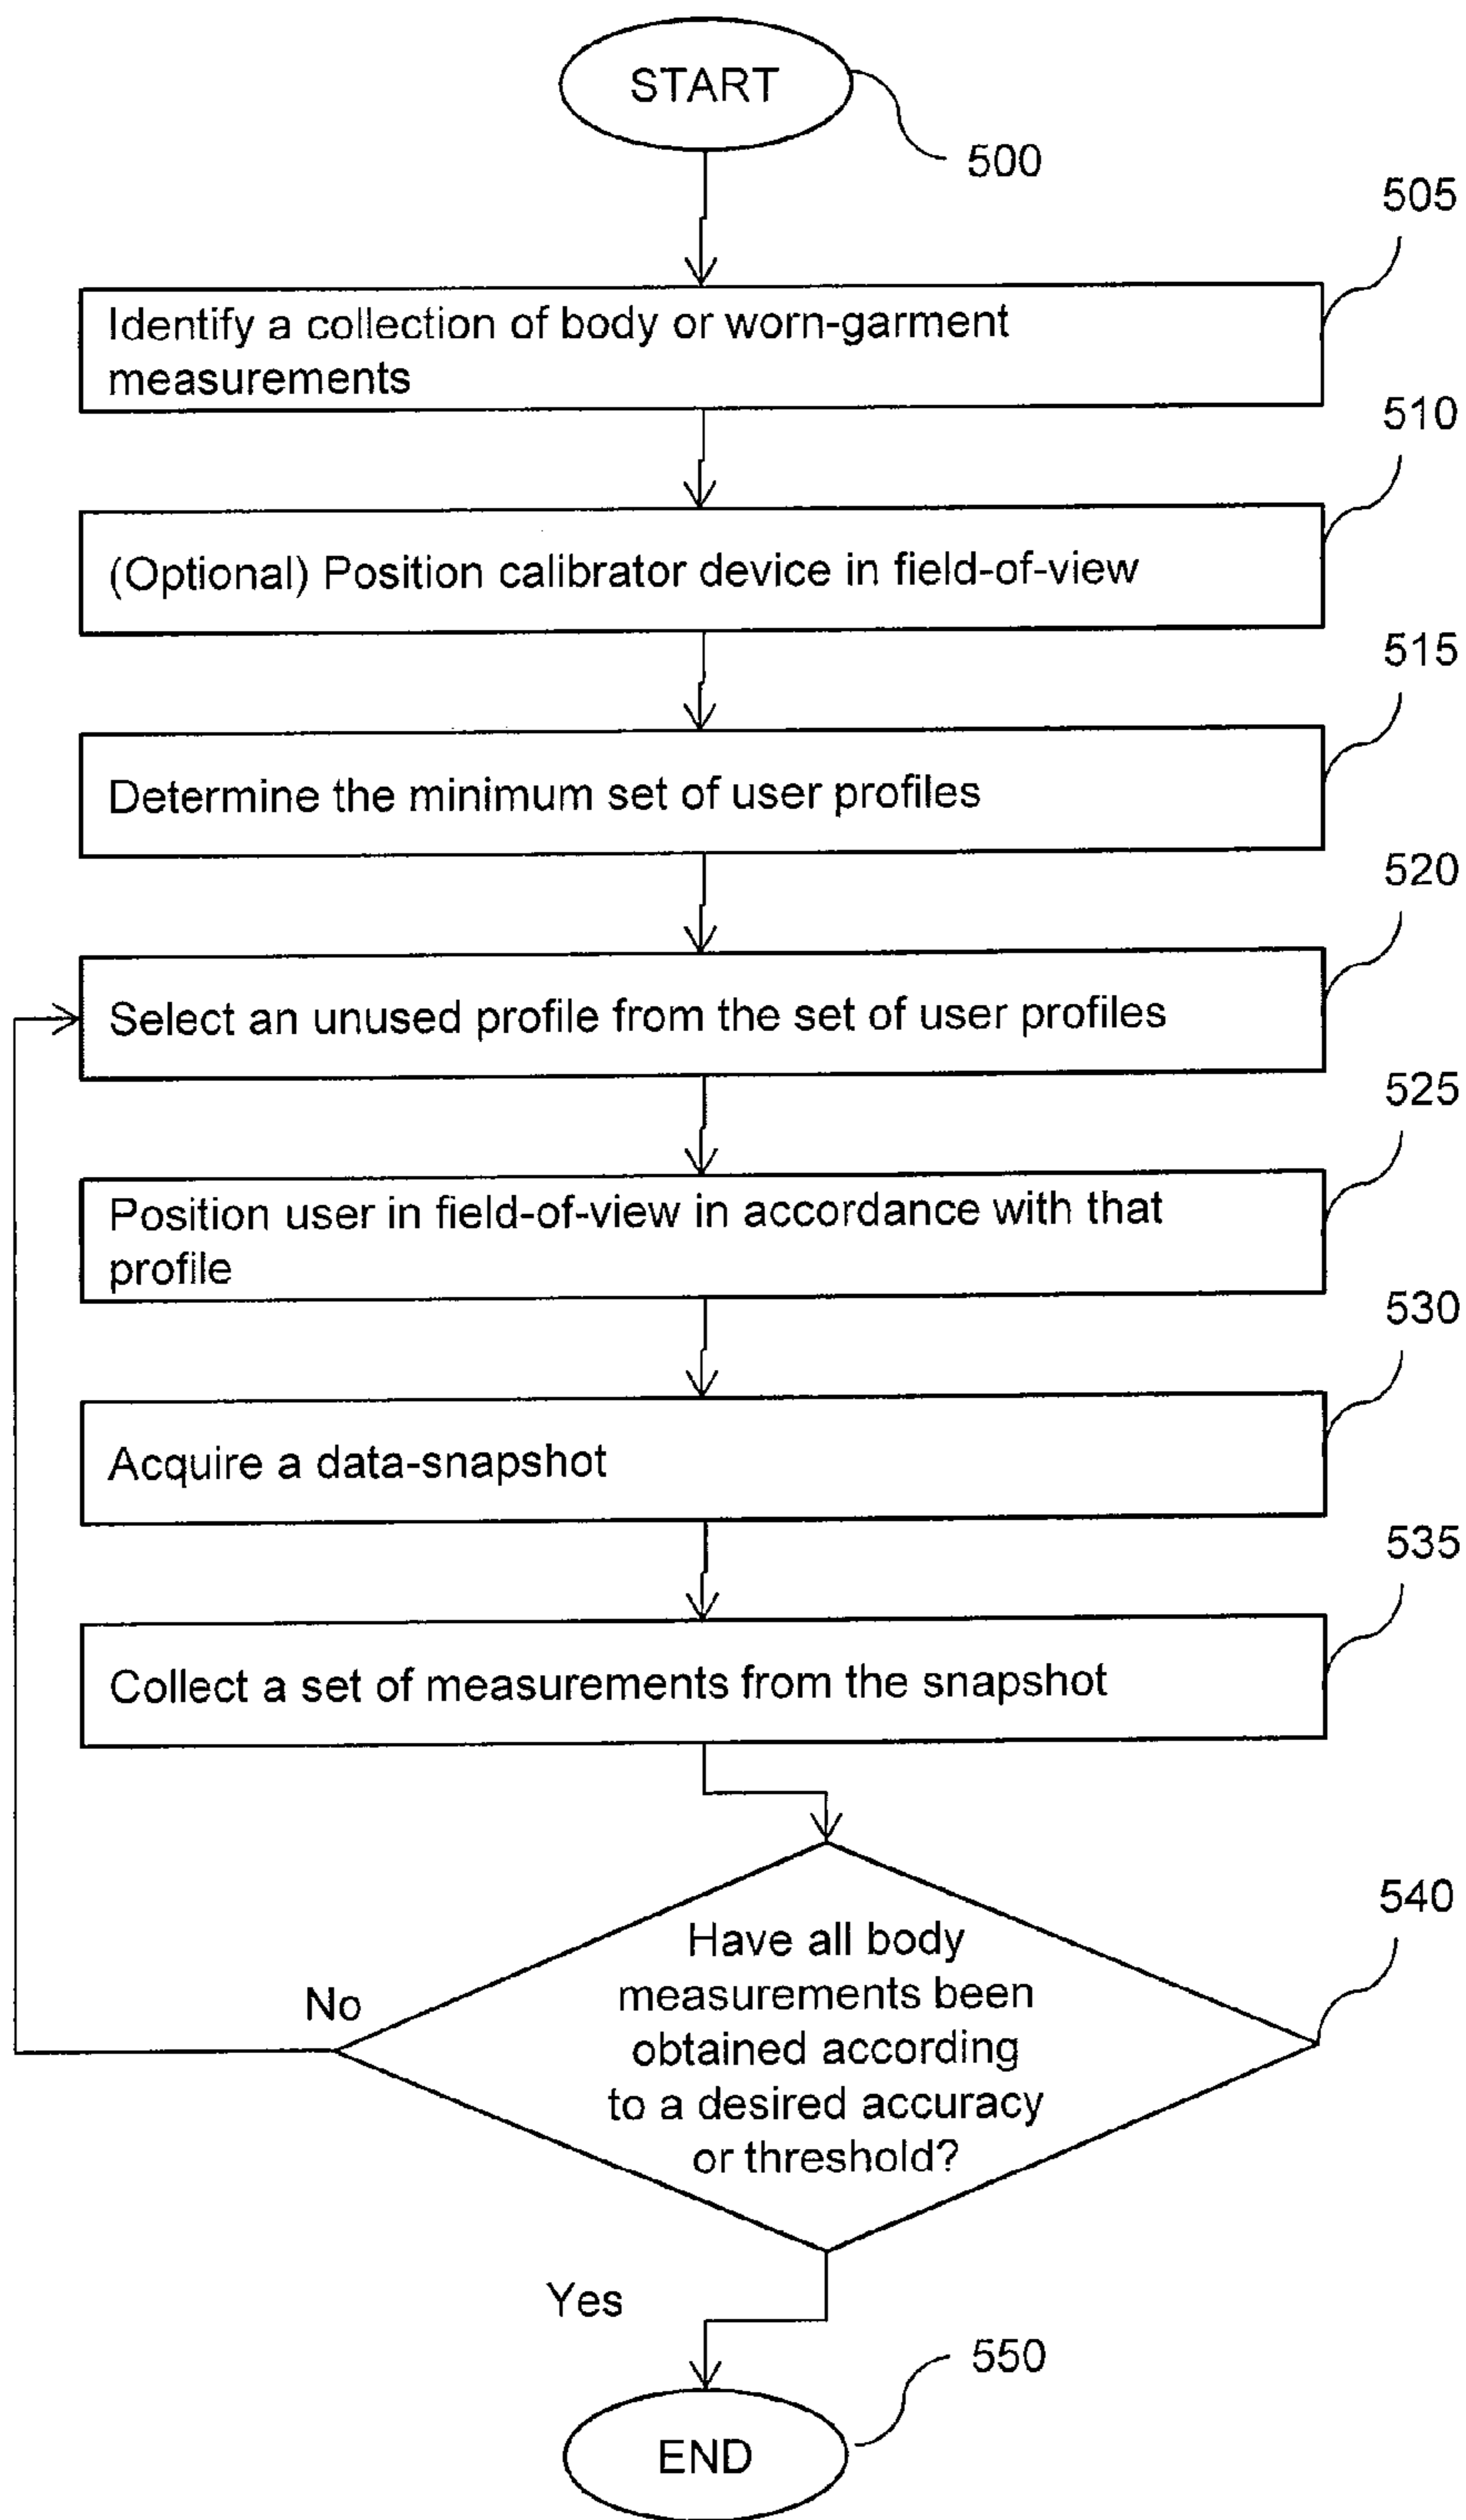 START
500
505
Identify a collection of body or worn-garment
measurements
510
(Optional) Position calibrator device in field-of-view
515
Determine the minimum set of user profiles
520
Select an unused profile from the set of user profiles
525
Position user in field-of-view in accordance with that
profile
530
Acquire a data-snapshot
535
Collect a set of measurements from the snapshot
540
Have all body
measurements been
obtained according
to a desired accuracy
or threshold?
No
Yes
550
END